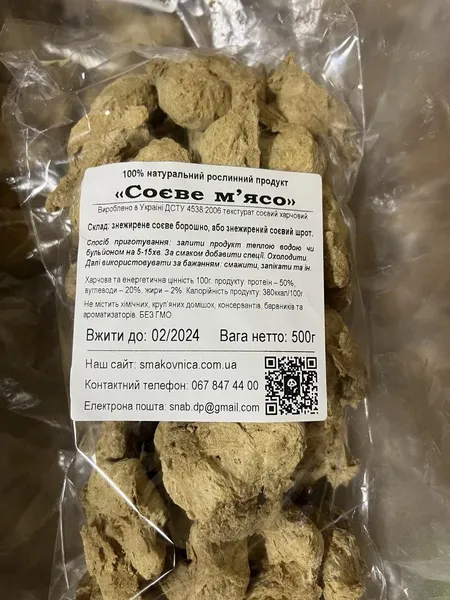 100% натуральний рослинний продукт
«Соєве м’ясо»
Вироблено в Україні ДСТУ 4538:2006 текстурат соєвий харчовий
Склад: знежирене соєве борошно, або знежирений соєвий шрот.
Спосіб приготування: залити продукт теплою водою чи
бульйоном на 5-15хв. За смаком добавити спеції. Охолодити.
Далі використовувати за бажанням: смажити, запікати та ін.
Харчова та енергетична цінність 100г. продукту: протеїн – 50%,
вуглеводи – 20%, жири – 2%. Калорійність продукту: 380ккал/100г
Не містить хімічних, круп’яних домішок, консервантів, барвників та
ароматизаторів. БЕЗ ГМО.
Вжити до: 02/2024 Вага нетто: 500г
Наш сайт: smakovnica.com.ua
Контактний телефон: 067 847 44 00
Електрона пошта: snab.dp@gmail.com